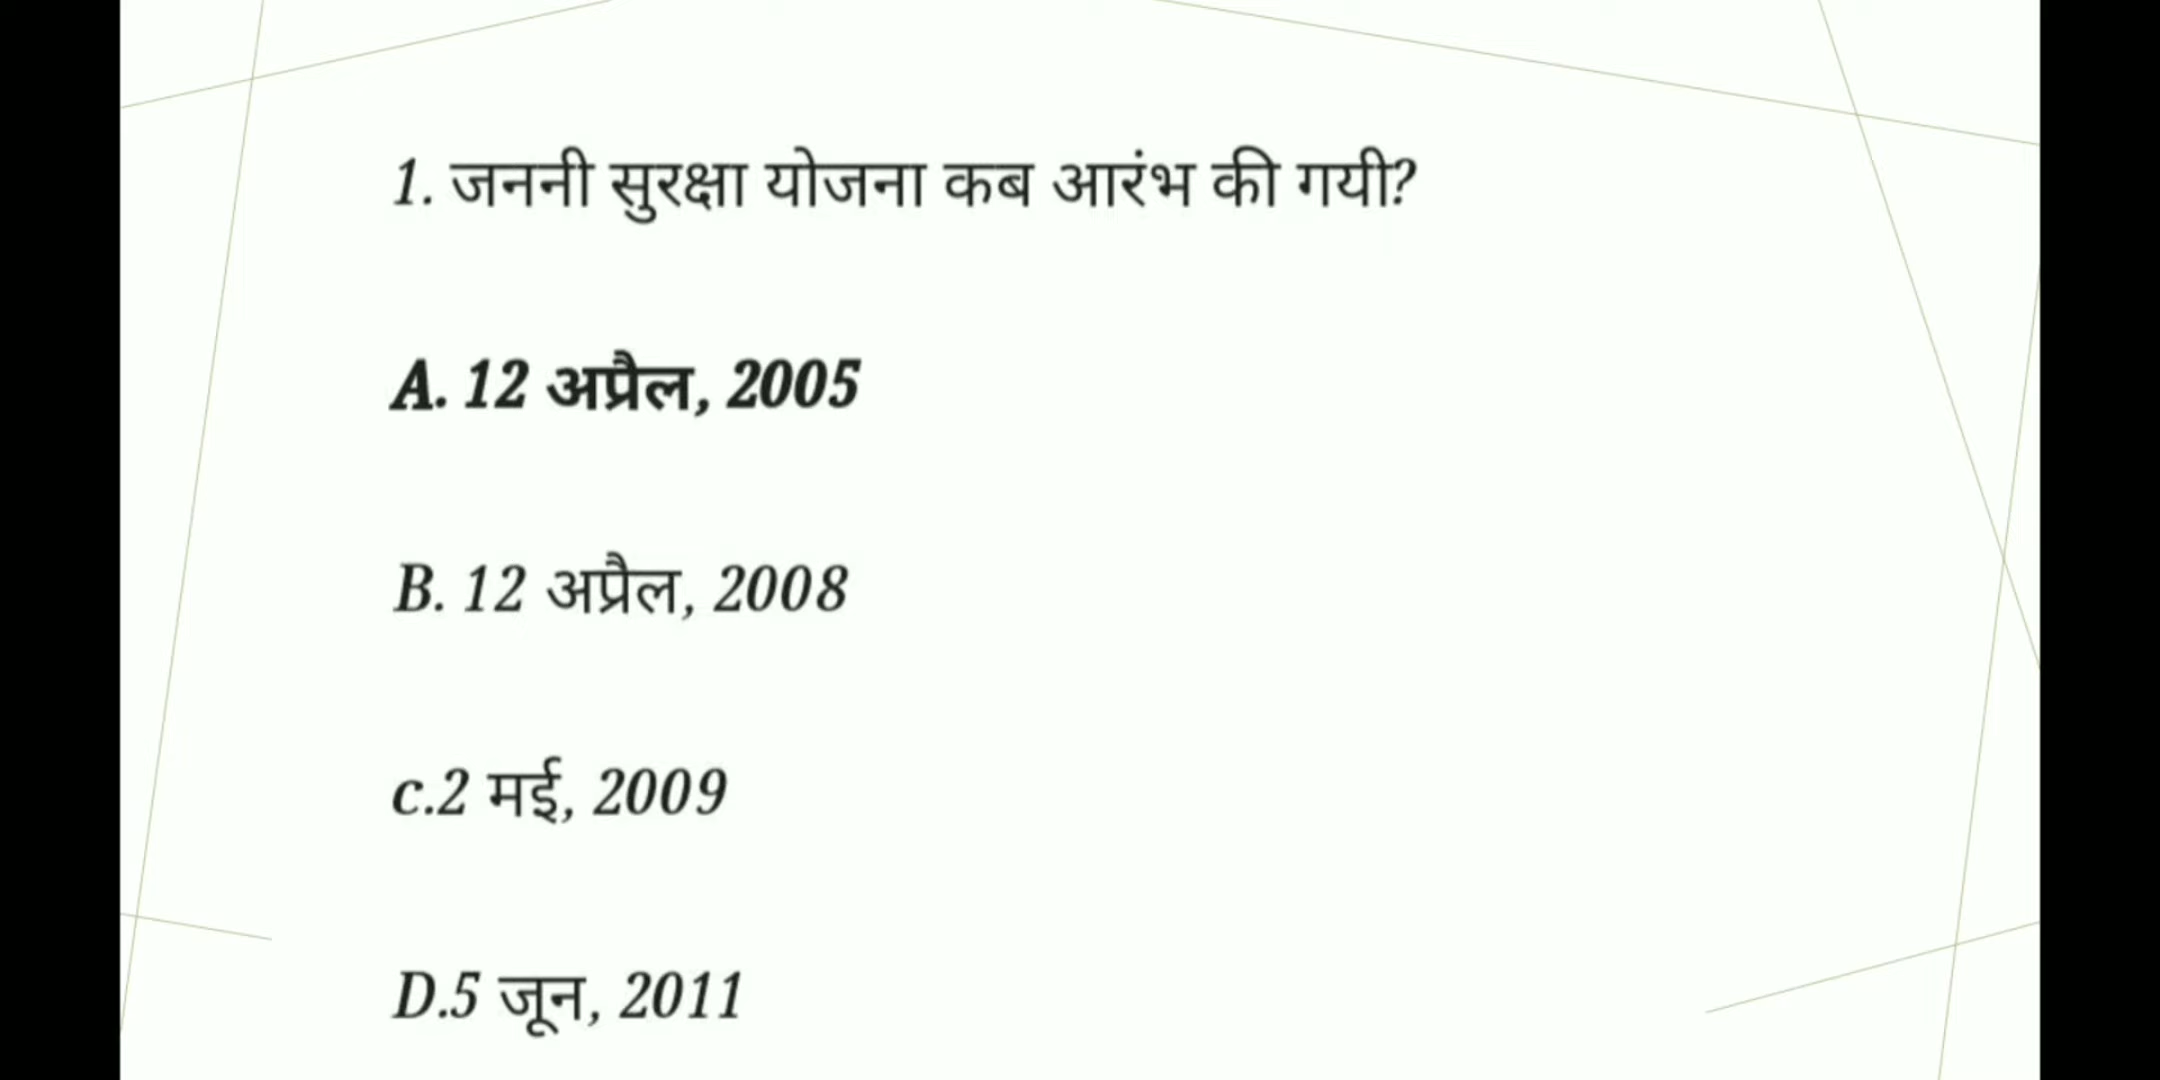 1. जननी सुरक्षा योजना कब आरंभ की गयी?
A. 12 अप्रैल, 2005
B. 12 अप्रैल, 2008
c.2 मई, 2009
D.5 जून, 2011